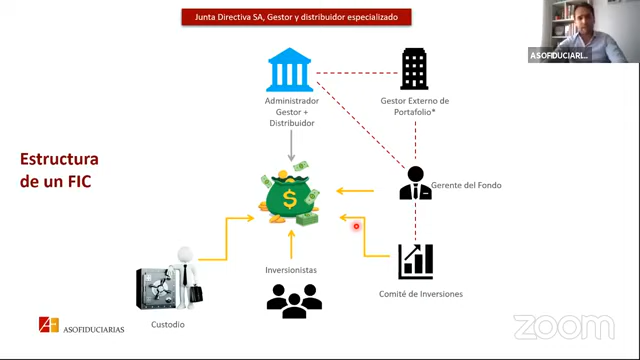 Junta Directiva SA, Gestor y distribuidor especializado
ASOFIDUCIARI...
Administrador
Gestor +
Distribuidor
Gestor Externo de
Portafolio*
Estructura
de un FIC
$
Gerente del Fondo
Inversionistas
Comité de Inversiones
Custodio
AF ASOFIDUCIARIAS
zoom